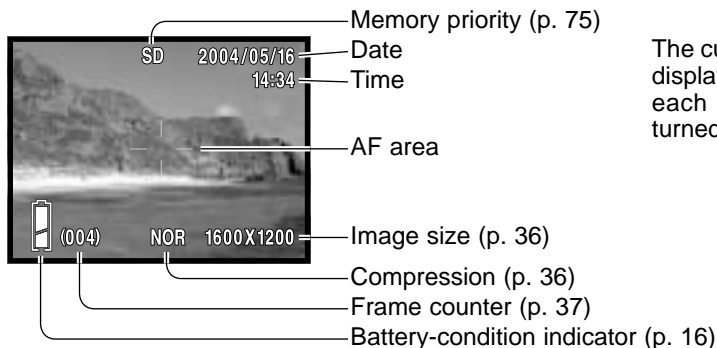 Memory priority (p. 75)
SD 2004/05/16
Date
14:34
Time
AF area
(004) NOR 1600X1200
Image size (p. 36)
Compression (p. 36)
Frame counter (p. 37)
Battery-condition indicator (p. 16)
The
displa
each
turned